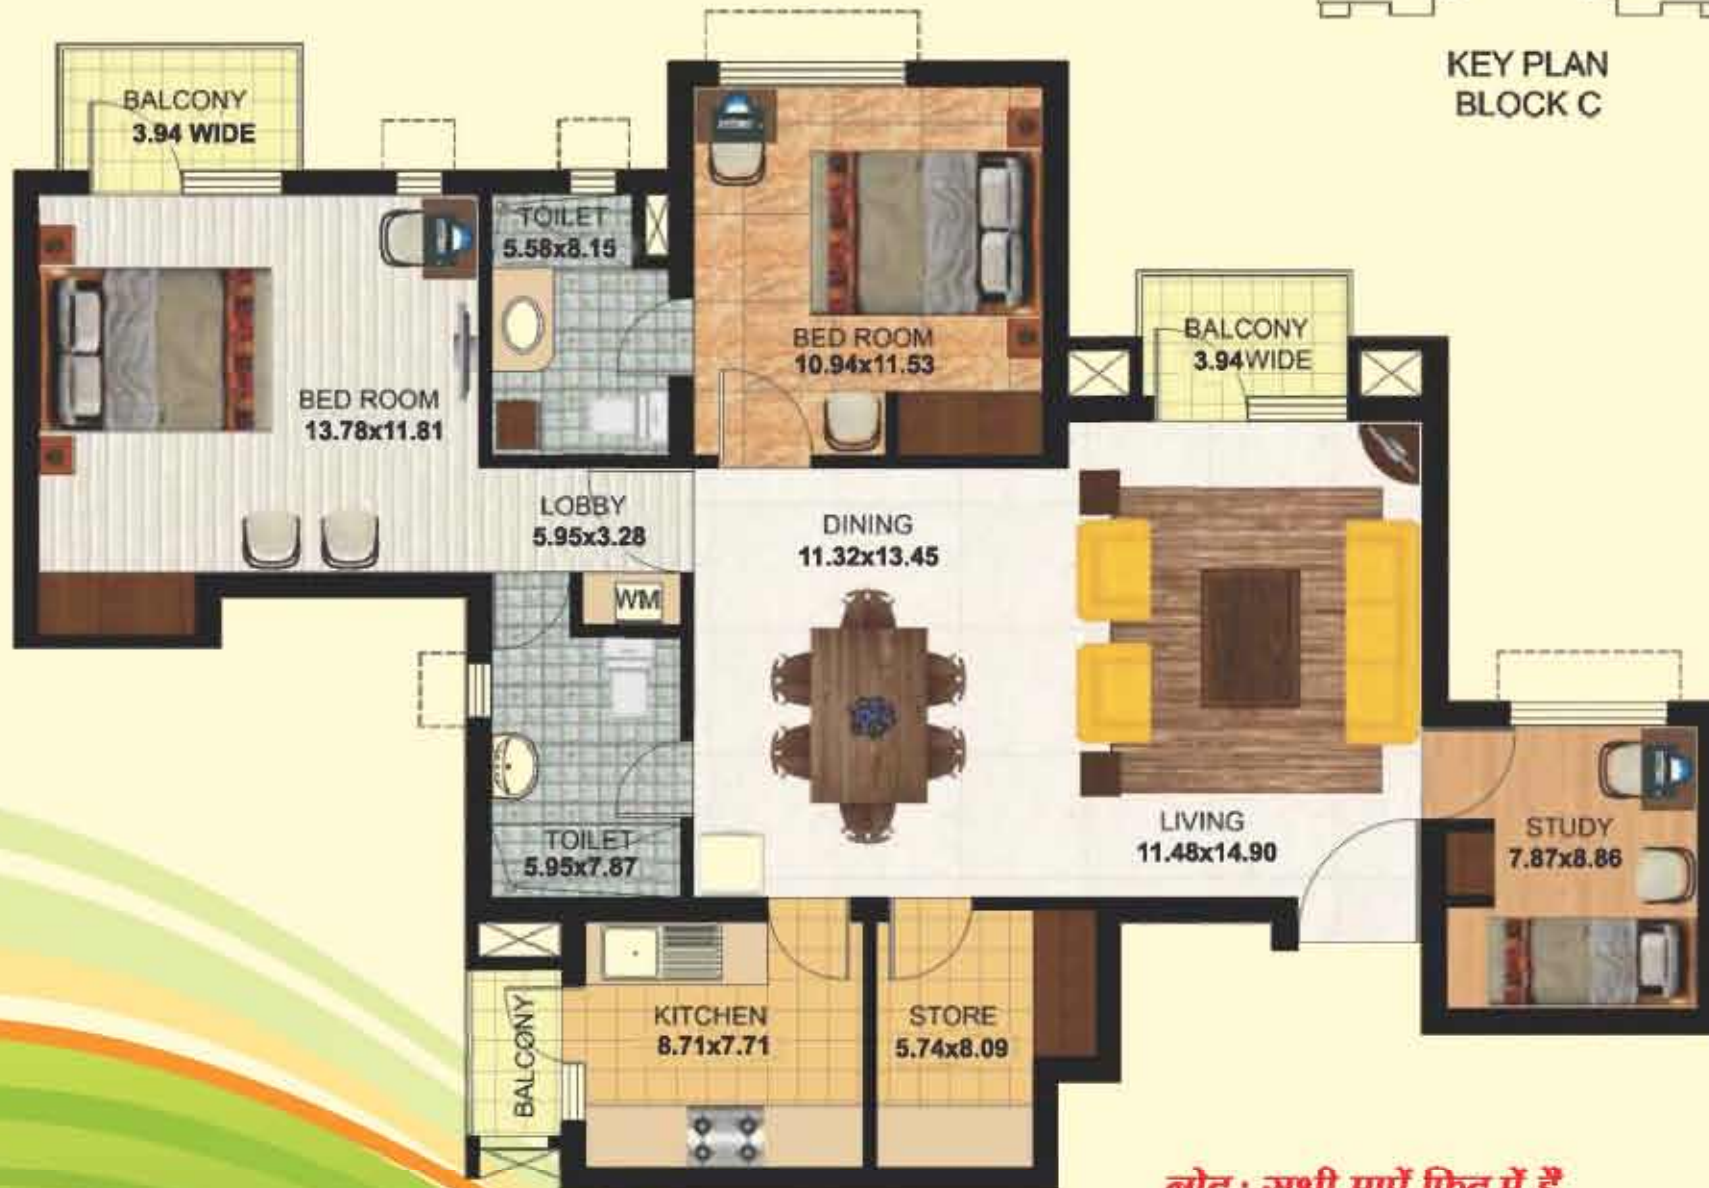 KEY PLAN
BLOCK C
BALCONY
3.94 WIDE
TOILET
5.58x8.15
BED ROOM
10.94x11.53
BALCONY
3.94WIDE
BED ROOM
13.78x11.81
LOBBY
5.95x3.28
DINING
11.32x13.45
WM
LIVING
11.48x14.90
STUDY
7.87x8.86
TOILET
5.95x7.87
BALCONY
KITCHEN
8.71x7.71
STORE
5.74x8.09
नोट : सभी मापें फिट में हैं